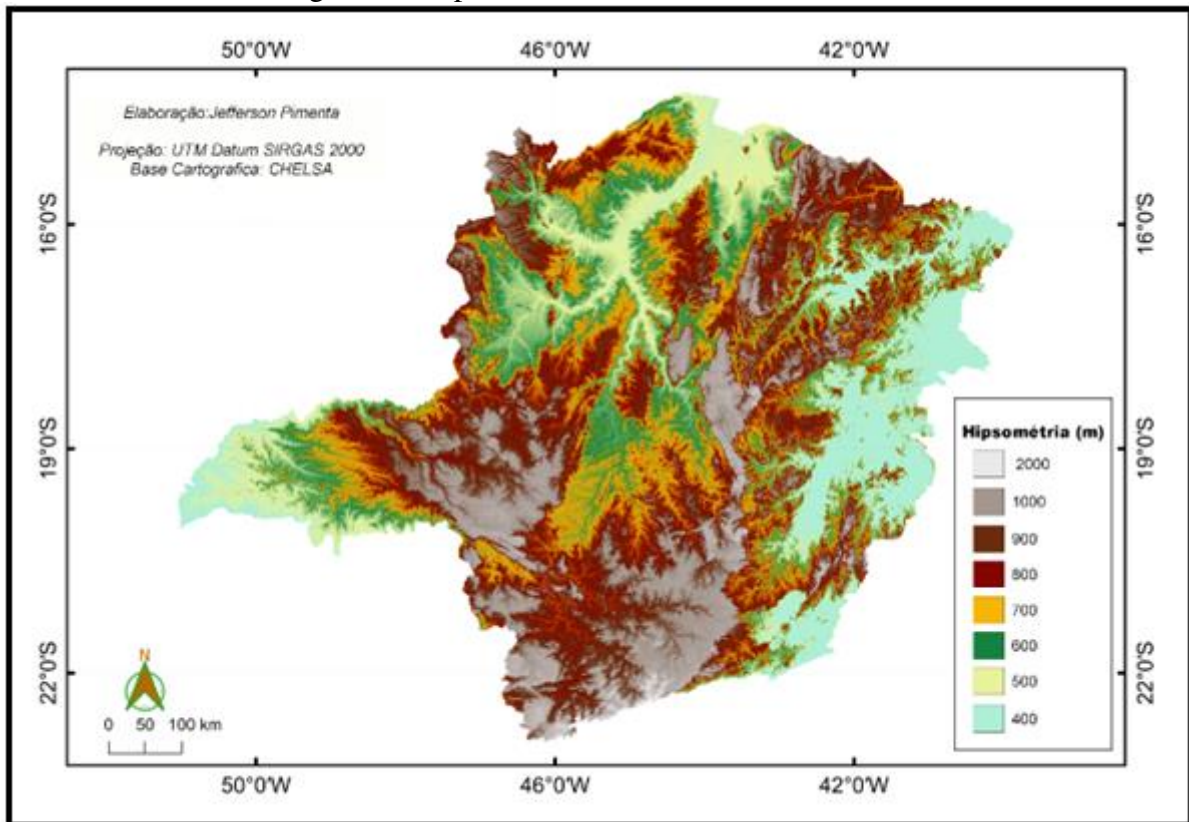 50°0'W 46°0'W 42°0'W
Elaboração:Jefferson Pimenta
Projeção: UTM Datum SIRGAS 2000
Base Cartografica: CHELSA
16°0'S 16°0'S
19°0'S 19°0'S
22°0'S 22°0'S
Hipsométria (m)
2000
1000
900
800
700
600
500
400
N
0 50 100 km
50°0'W 46°0'W 42°0'W